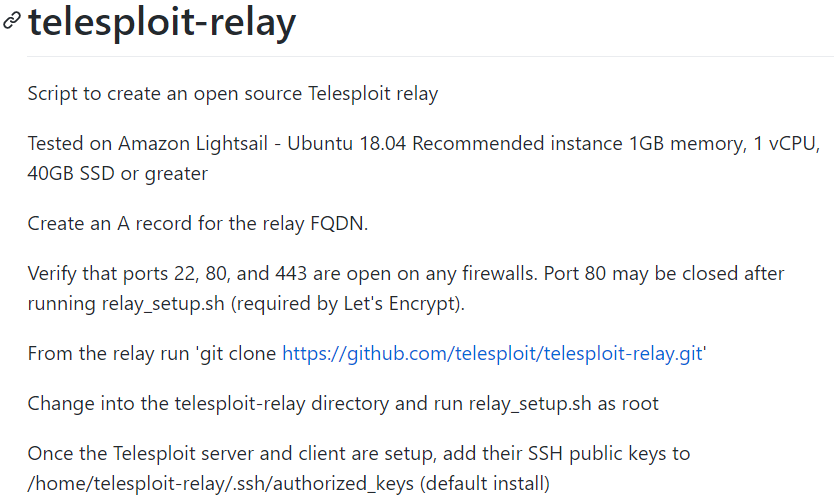 telesploit-relay
Script to create an open source Telesploit relay
Tested on Amazon Lightsail - Ubuntu 18.04 Recommended instance 1GB memory, 1 vCPU,
40GB SSD or greater
Create an A record for the relay FQDN.
Verify that ports 22, 80, and 443 are open on any firewalls. Port 80 may be closed after
running relay_setup.sh (required by Let's Encrypt).
From the relay run 'git clone https://github.com/telesploit/telesploit-relay.git'
Change into the telesploit-relay directory and run relay_setup.sh as root
Once the Telesploit server and client are setup, add their SSH public keys to
/home/telesploit-relay/.ssh/authorized_keys (default install)